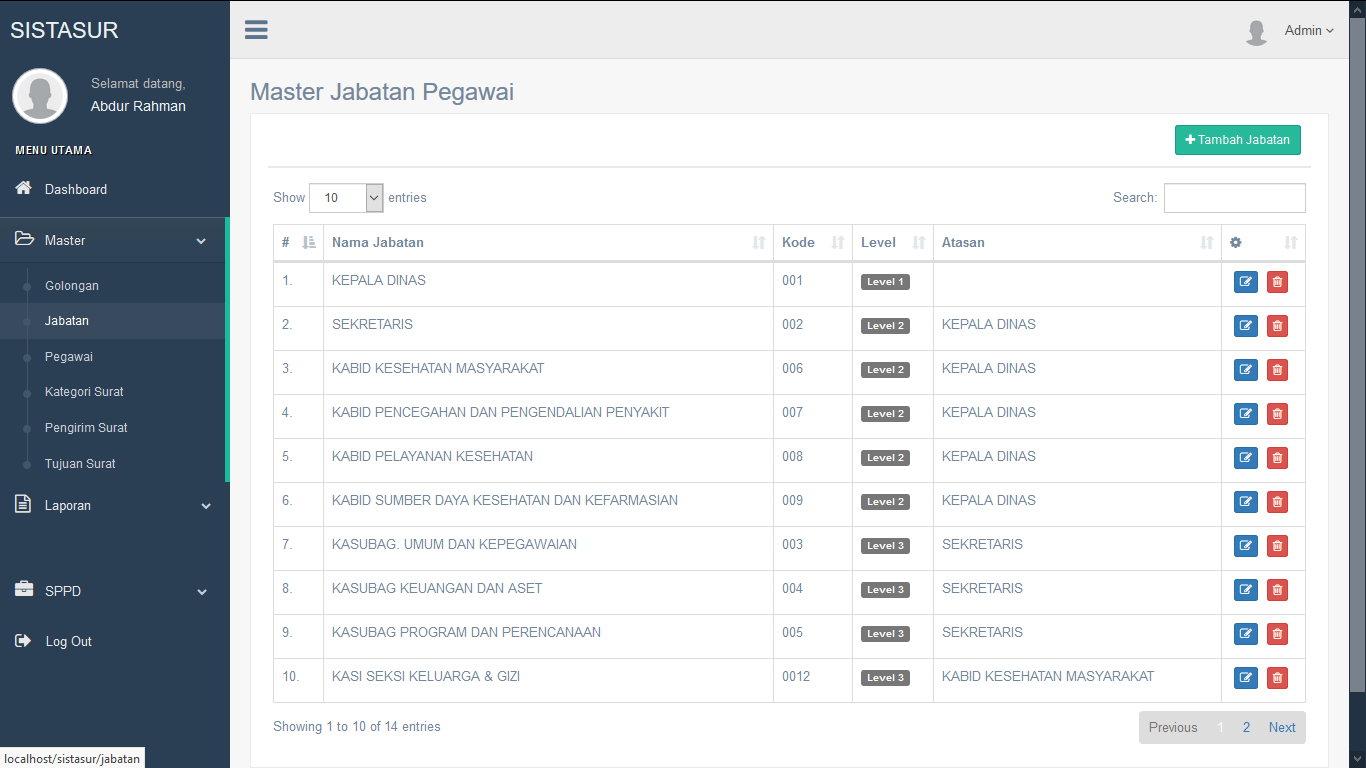 SISTASUR
Selamat datang,
Abdur Rahman
MENU UTAMA
Dashboard
Master
Golongan
Jabatan
Pegawai
Kategori Surat
Pengirim Surat
Tujuan Surat
Laporan
SPPD
Log Out
localhost/sistasur/jabatan
Admin
Master Jabatan Pegawai
Tambah Jabatan
Show 10 entries Search:
# Nama Jabatan Kode Level Atasan
1. KEPALA DINAS 001 Level 1
2. SEKRETARIS 002 Level 2 KEPALA DINAS
3. KABID KESEHATAN MASYARAKAT 006 Level 2 KEPALA DINAS
4. KABID PENCEGAHAN DAN PENGENDALIAN PENYAKIT 007 Level 2 KEPALA DINAS
5. KABID PELAYANAN KESEHATAN 008 Level 2 KEPALA DINAS
6. KABID SUMBER DAYA KESEHATAN DAN KEFARMASIAN 009 Level 2 KEPALA DINAS
7. KASUBAG. UMUM DAN KEPEGAWAIAN 003 Level 3 SEKRETARIS
8. KASUBAG KEUANGAN DAN ASET 004 Level 3 SEKRETARIS
9. KASUBAG PROGRAM DAN PERENCANAAN 005 Level 3 SEKRETARIS
10. KASI SEKSI KELUARGA & GIZI 0012 Level 3 KABID KESEHATAN MASYARAKAT
Showing 1 to 10 of 14 entries Previous 1 2 Next